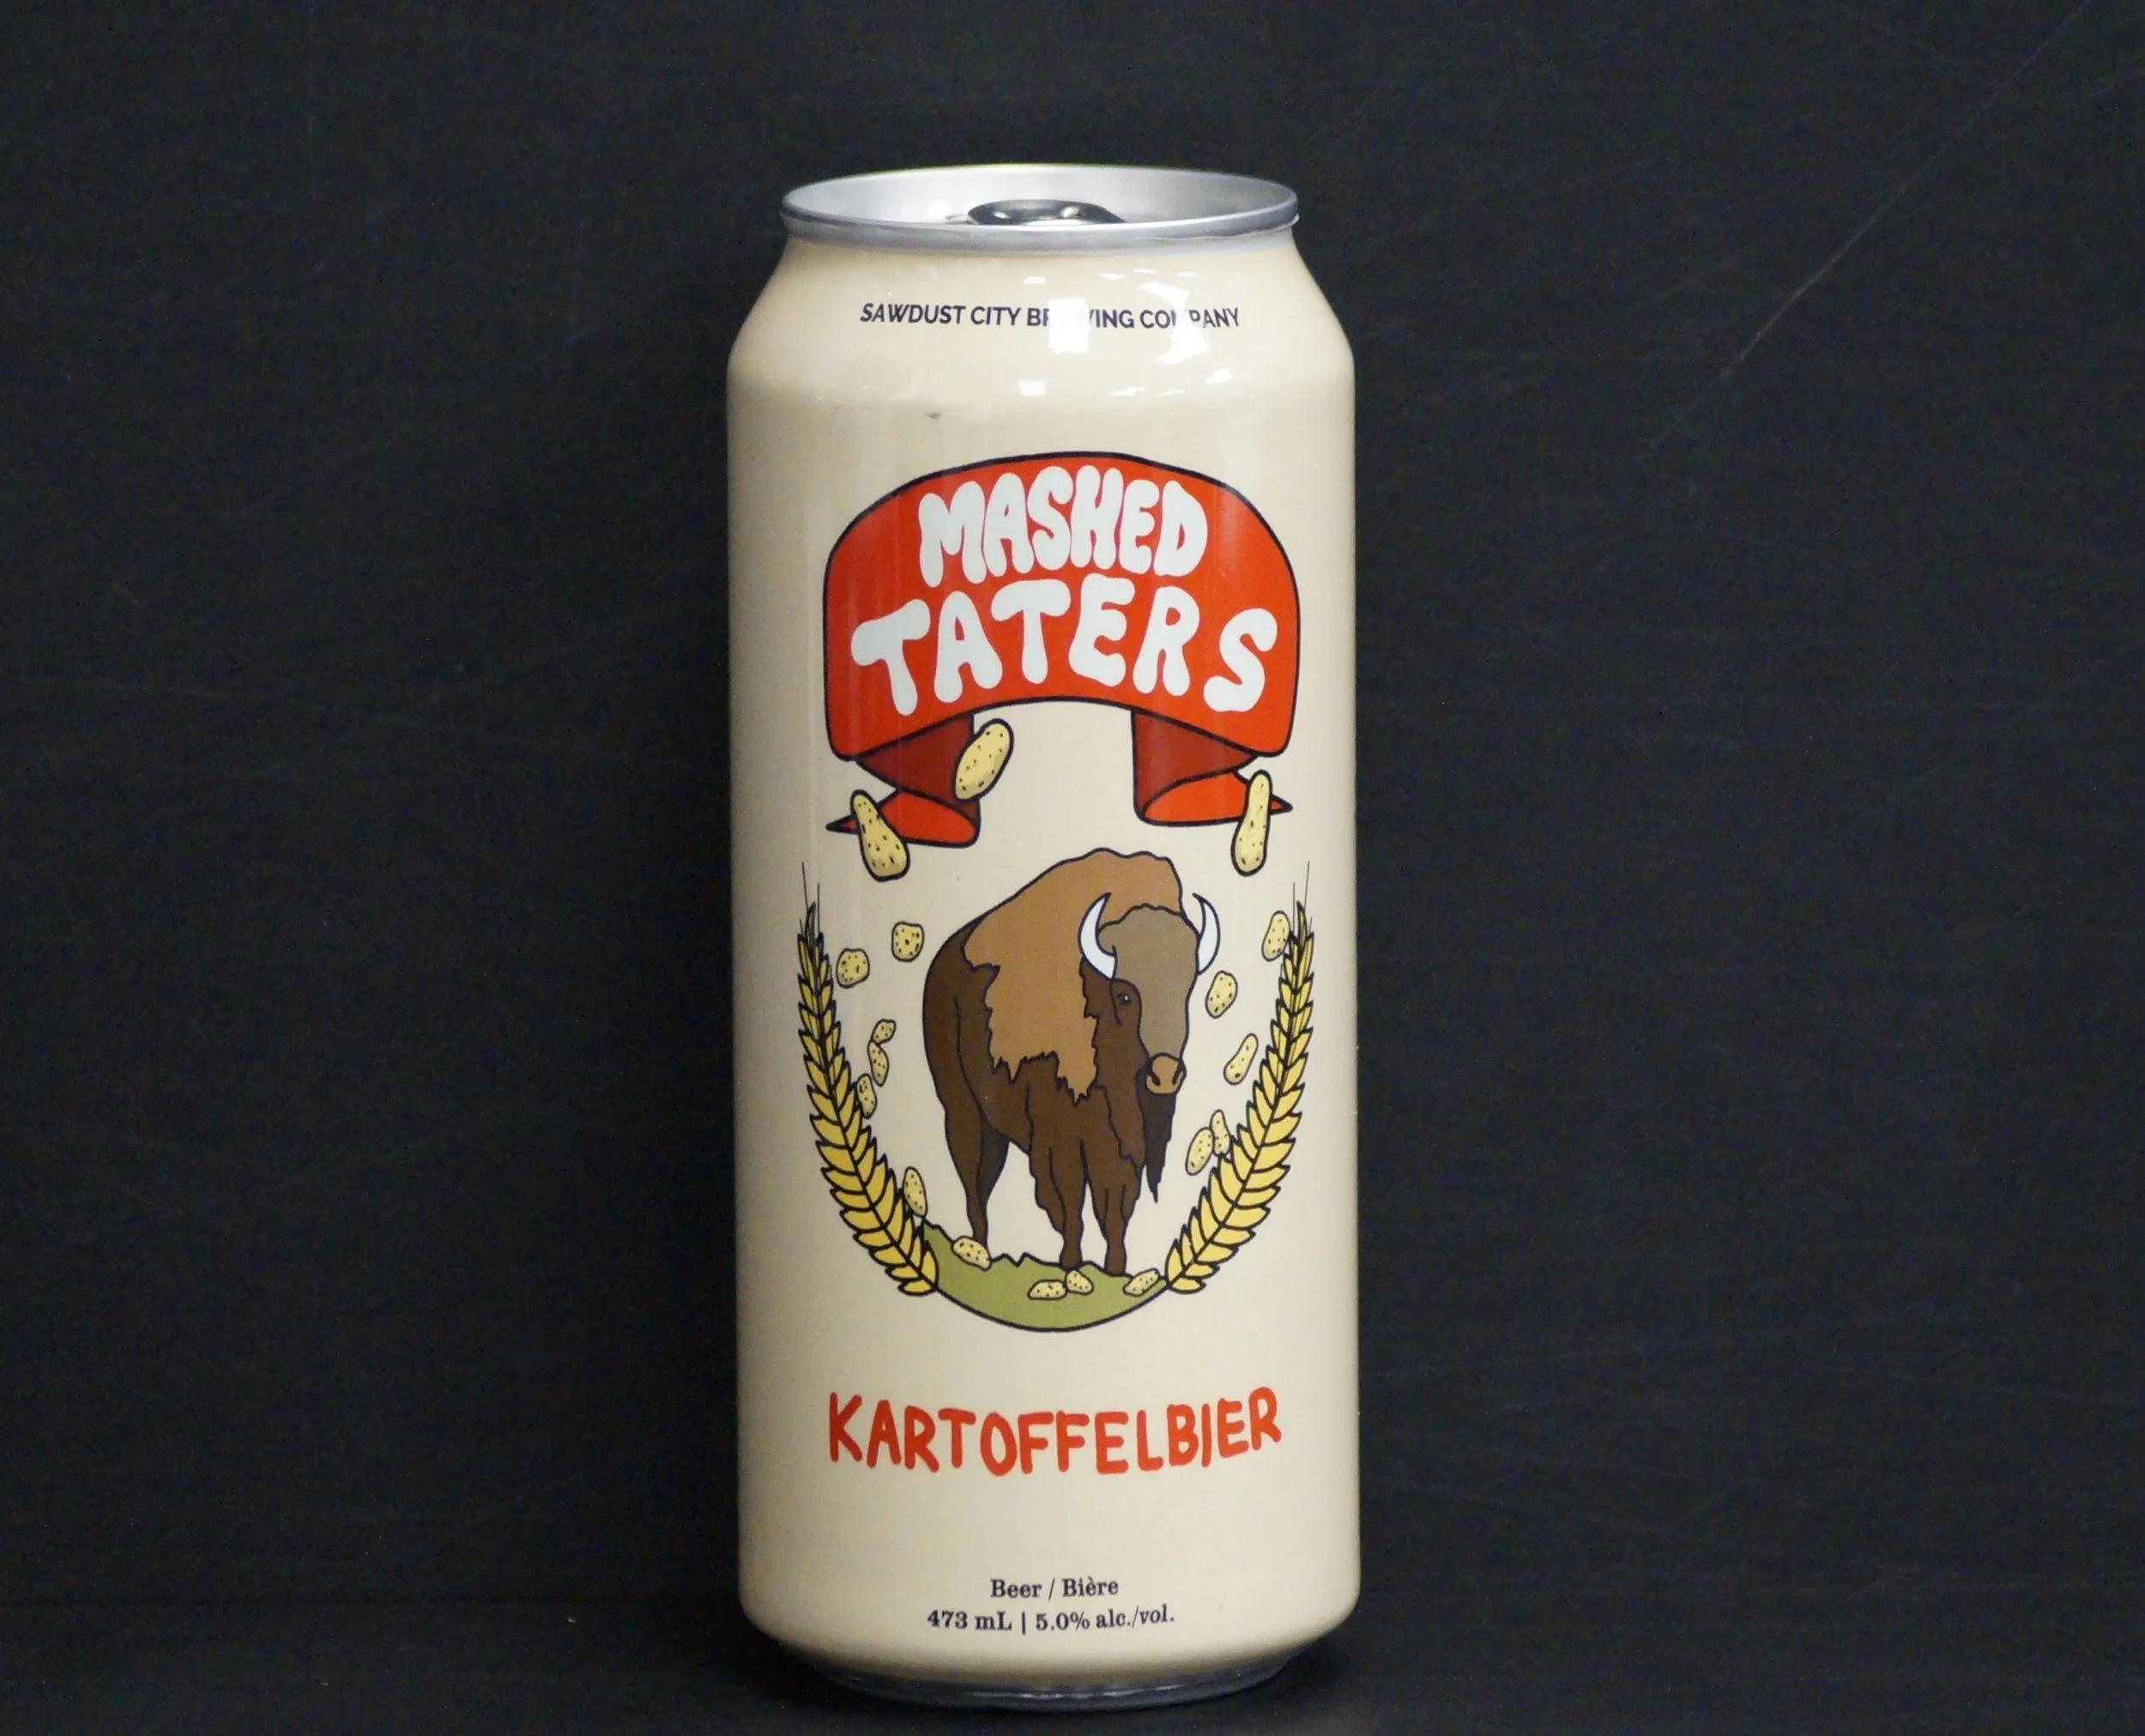 SAWDUST CITY BREWING COMPANY
MASHED
TATERS
KARTOFFELBIER
Beer / Bière
473 mL | 5.0% alc./vol.